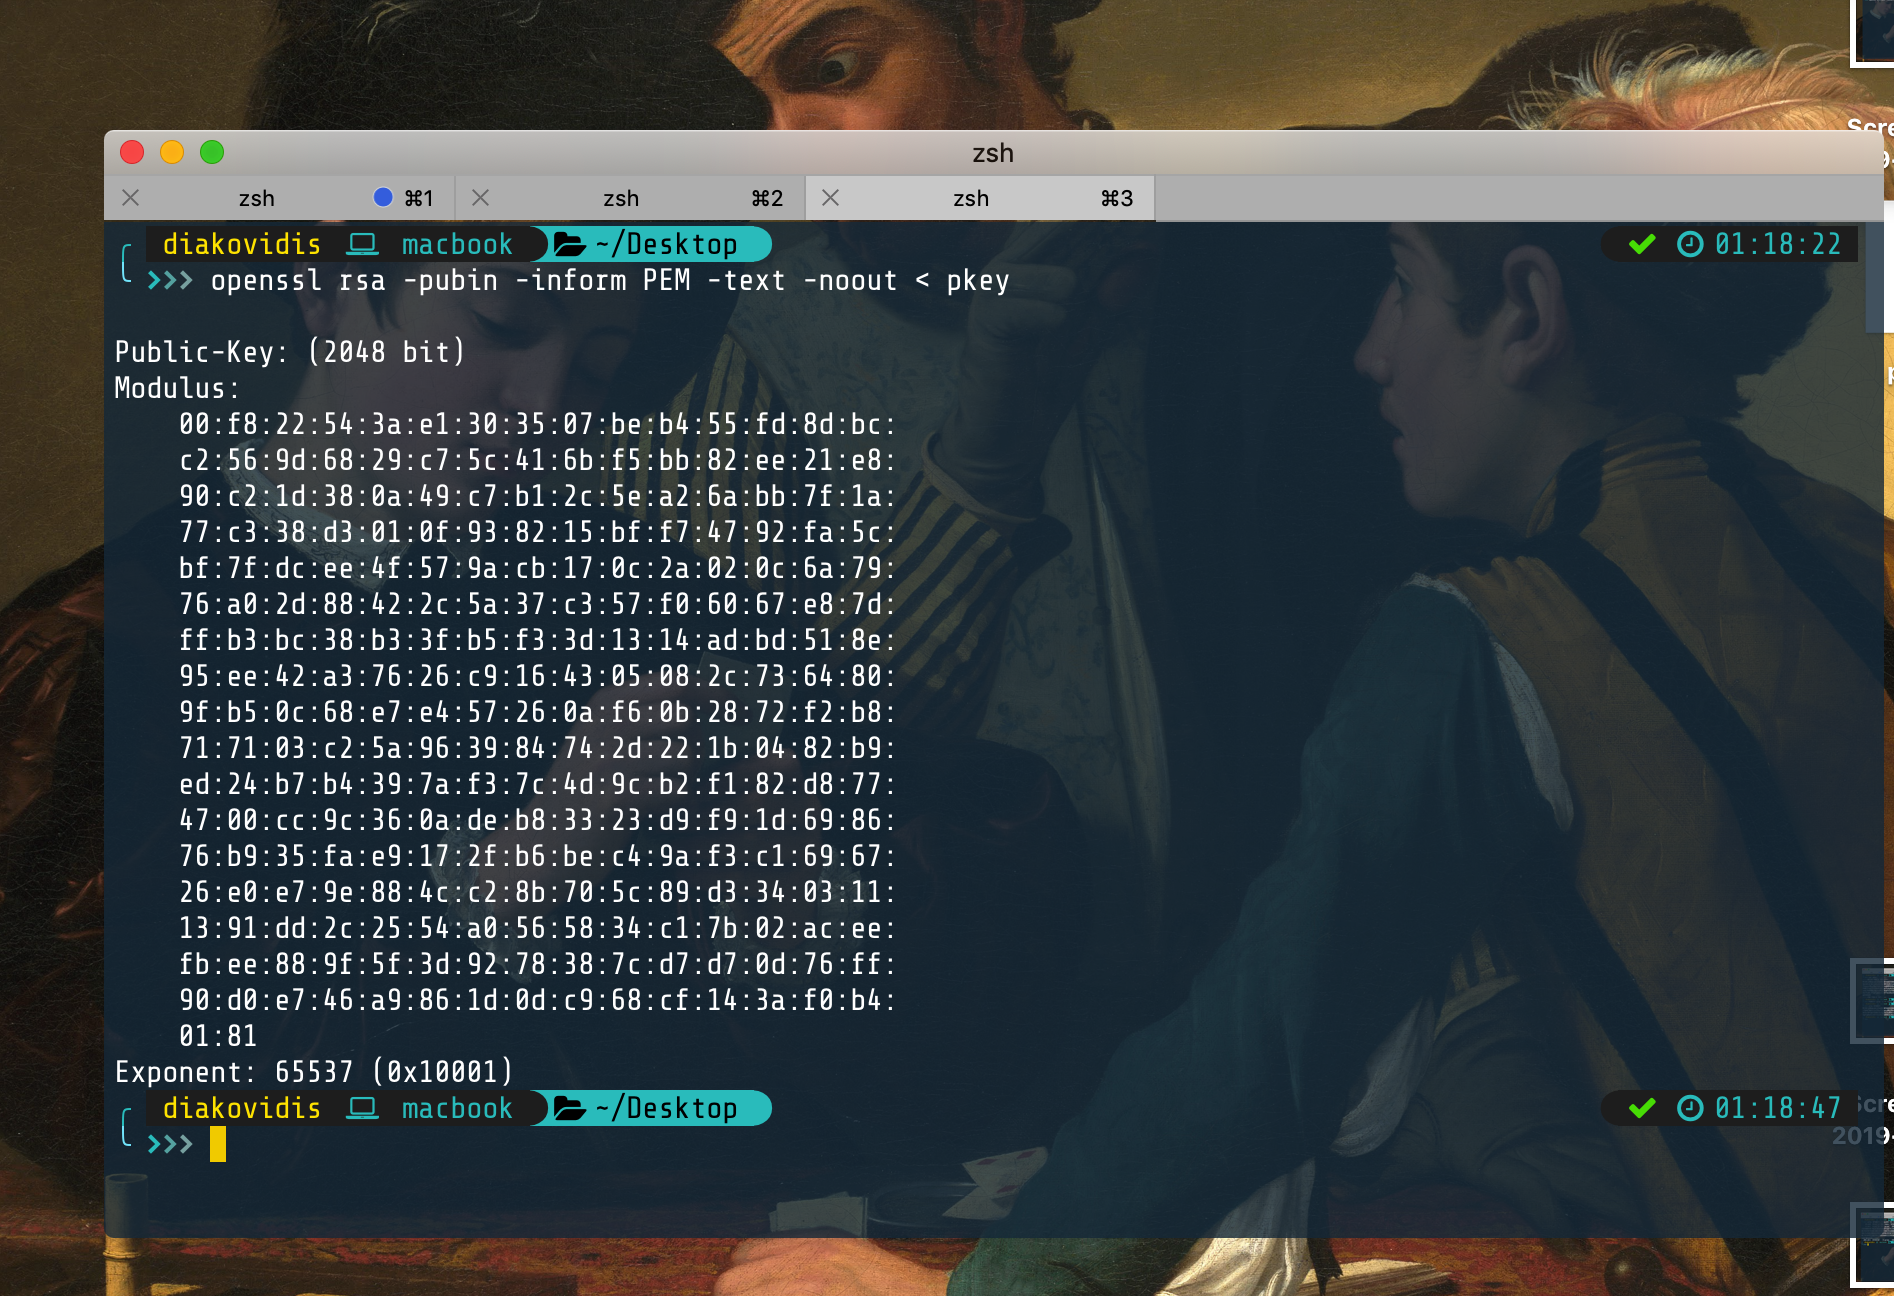 zsh
zsh ⌘1 zsh ⌘2 zsh ⌘3
diakovidis macbook ~/Desktop 01:18:22
>>> openssl rsa -pubin -inform PEM -text -noout < pkey
Public-Key: (2048 bit)
Modulus:
00:f8:22:54:3a:e1:30:35:07:be:b4:55:fd:8d:bc:
c2:56:9d:68:29:c7:5c:41:6b:f5:bb:82:ee:21:e8:
90:c2:1d:38:0a:49:c7:b1:2c:5e:a2:6a:bb:7f:1a:
77:c3:38:d3:01:0f:93:82:15:bf:f7:47:92:fa:5c:
bf:7f:dc:ee:4f:57:9a:cb:17:0c:2a:02:0c:6a:79:
76:a0:2d:88:42:2c:5a:37:c3:57:f0:60:67:e8:7d:
ff:b3:bc:38:b3:3f:b5:f3:3d:13:14:ad:bd:51:8e:
95:ee:42:a3:76:26:c9:16:43:05:08:2c:73:64:80:
9f:b5:0c:68:e7:e4:57:26:0a:f6:0b:28:72:f2:b8:
71:71:03:c2:5a:96:39:84:74:2d:22:1b:04:82:b9:
ed:24:b7:b4:39:7a:f3:7c:4d:9c:b2:f1:82:d8:77:
47:00:cc:9c:36:0a:de:b8:33:23:d9:f9:1d:69:86:
76:b9:35:fa:e9:17:2f:b6:be:c4:9a:f3:c1:69:67:
26:e0:e7:9e:88:4c:c2:8b:70:5c:89:d3:34:03:11:
13:91:dd:2c:25:54:a0:56:58:34:c1:7b:02:ac:ee:
fb:ee:88:9f:5f:3d:92:78:38:7c:d7:d7:0d:76:ff:
90:d0:e7:46:a9:86:1d:0d:c9:68:cf:14:3a:f0:b4:
01:81
Exponent: 65537 (0x10001)
diakovidis macbook ~/Desktop 01:18:47
>>>